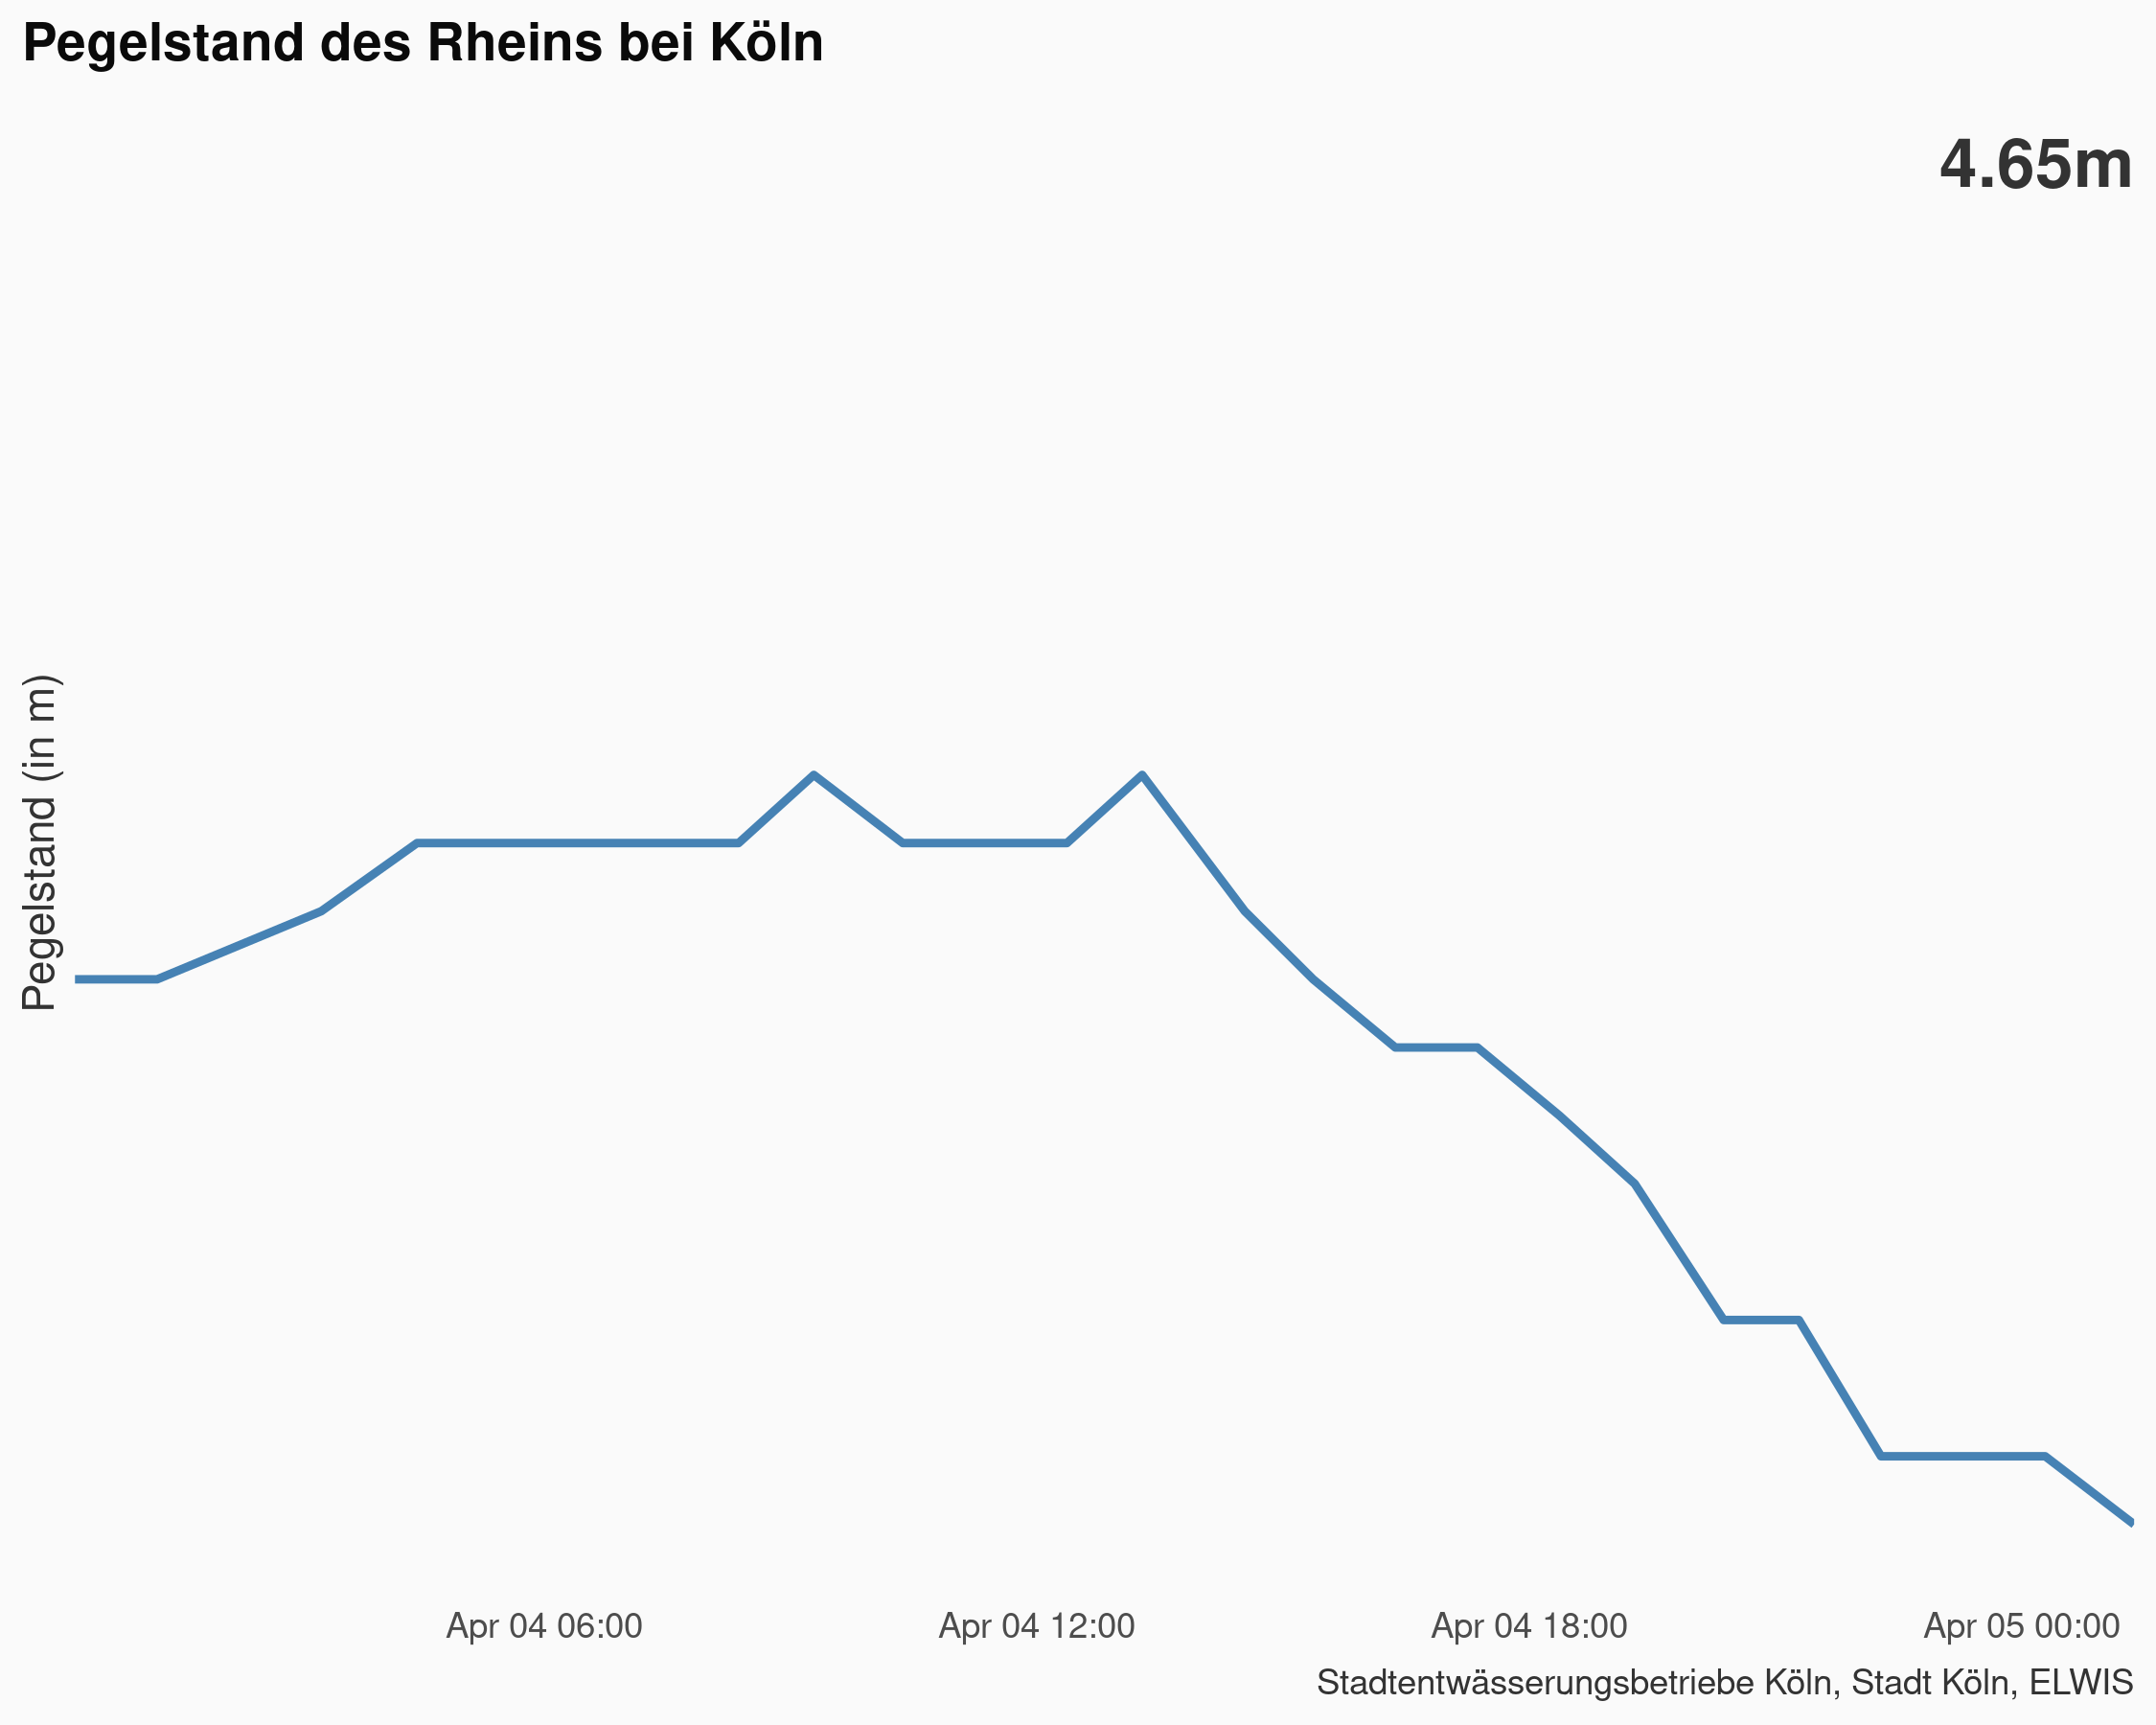 Pegelstand des Rheins bei Köln
4.65m
Pegelstand (in m)
Apr 04 06:00
Apr 04 12:00
Apr 04 18:00
Apr 05 00:00
Stadtentwässerungsbetriebe Köln, Stadt Köln, ELWIS